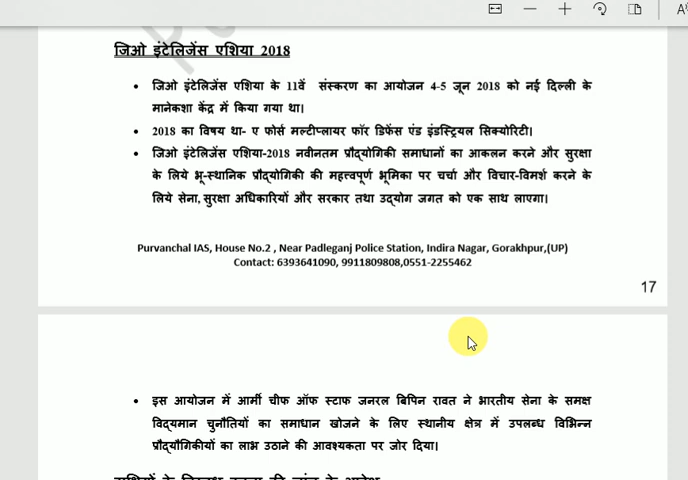 जिओ इंटेलिजेंस एशिया 2018
• जिओ इंटेलिजेंस एशिया के 11वें संस्करण का आयोजन 4-5 जून 2018 को नई दिल्ली के
मानेकशा केंद्र में किया गया था।
• 2018 का विषय था- ए फोर्स मल्टीप्लायर फॉर डिफेंस एंड इंडस्ट्रियल सिक्योरिटी।
• जिओ इंटेलिजेंस एशिया-2018 नवीनतम प्रौद्योगिकी समाधानों का आकलन करने और सुरक्षा
के लिये भू-स्थानिक प्रौद्योगिकी की महत्त्वपूर्ण भूमिका पर चर्चा और विचार-विमर्श करने के
लिये सेना, सुरक्षा अधिकारियों और सरकार तथा उद्योग जगत को एक साथ लाएगा।
Purvanchal IAS, House No.2 , Near Padleganj Police Station, Indira Nagar, Gorakhpur,(UP)
Contact: 6393641090, 9911809808,0551-2255462
17
• इस आयोजन में आर्मी चीफ ऑफ स्टाफ जनरल बिपिन रावत ने भारतीय सेना के समक्ष
विद्यमान चुनौतियों का समाधान खोजने के लिए स्थानीय क्षेत्र में उपलब्ध विभिन्न
प्रौद्यौगिकीयों का लाभ उठाने की आवश्यकता पर जोर दिया।